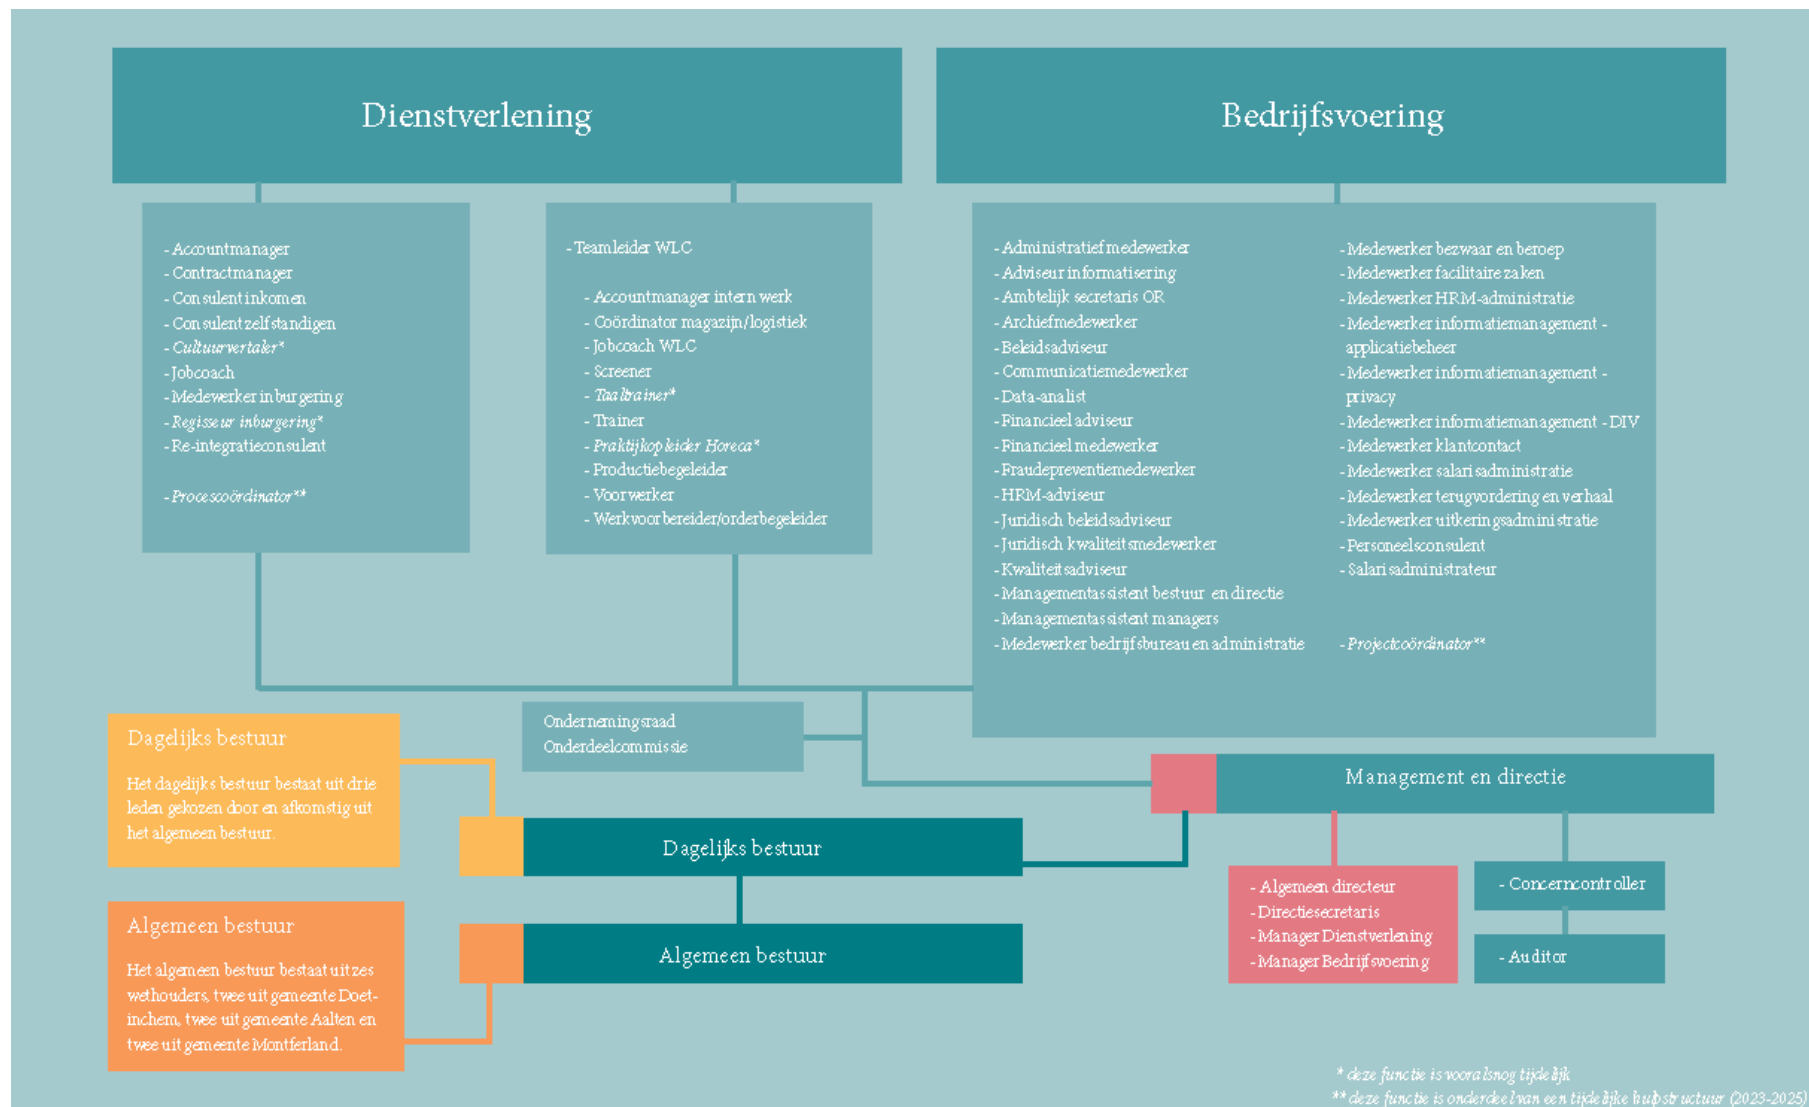 Dienstverlening
- Accountmanager
- Contractmanager
- Consulent inkomen
- Consulent zelfstandigen
- Cultuurvertaler*
- Jobcoach
- Medewerker inburgering
- Regisseur inburgering*
- Re-integratieconsulent
- Procescoördinator**
- Teamleider WLC
- Accountmanager intern werk
- Coördinator magazijn/logistiek
- Jobcoach WLC
- Screener
- Taaltrainer*
- Trainer
- Praktijkopleider Horeca*
- Productiebegeleider
- Voorwerker
- Werkvoorbereider/orderbegeleider
Bedrijfsvoering
- Administratief medewerker
- Adviseur informatisering
- Ambtelijk secretaris OR
- Archiefmedewerker
- Beleidsadviseur
- Communicatiemedewerker
- Data-analist
- Financieel adviseur
- Financieel medewerker
- Fraudepreventiemedewerker
- HRM-adviseur
- Juridisch beleidsadviseur
- Juridisch kwaliteitsmedewerker
- Kwaliteitsadviseur
- Managementassistent bestuur en directie
- Managementassistent managers
- Medewerker bedrijfsbureau en administratie
- Medewerker bezwaar en beroep
- Medewerker facilitaire zaken
- Medewerker HRM-administratie
- Medewerker informatiemanagement -
applicatiebeheer
- Medewerker informatiemanagement -
privacy
- Medewerker informatiemanagement - DIV
- Medewerker klantcontact
- Medewerker salarisadministratie
- Medewerker terugvordering en verhaal
- Medewerker uitkeringsadministratie
- Personeelsconsulent
- Salarisadministrateur
- Projectcoördinator**
Ondernemingsraad
Onderdeelcommissie
Dagelijks bestuur
Het dagelijks bestuur bestaat uit drie
leden gekozen door en afkomstig uit
het algemeen bestuur.
Dagelijks bestuur
Algemeen bestuur
Het algemeen bestuur bestaat uit zes
wethouders, twee uit gemeente Doet-
inchem, twee uit gemeente Aalten en
twee uit gemeente Montferland.
Algemeen bestuur
Management en directie
- Algemeen directeur
- Directiesecretaris
- Manager Dienstverlening
- Manager Bedrijfsvoering
- Concerncontroller
- Auditor
* deze functie is vooralsnog tijdelijk
** deze functie is onderdeel van een tijdelijke hulpstructuur (2023-2025)